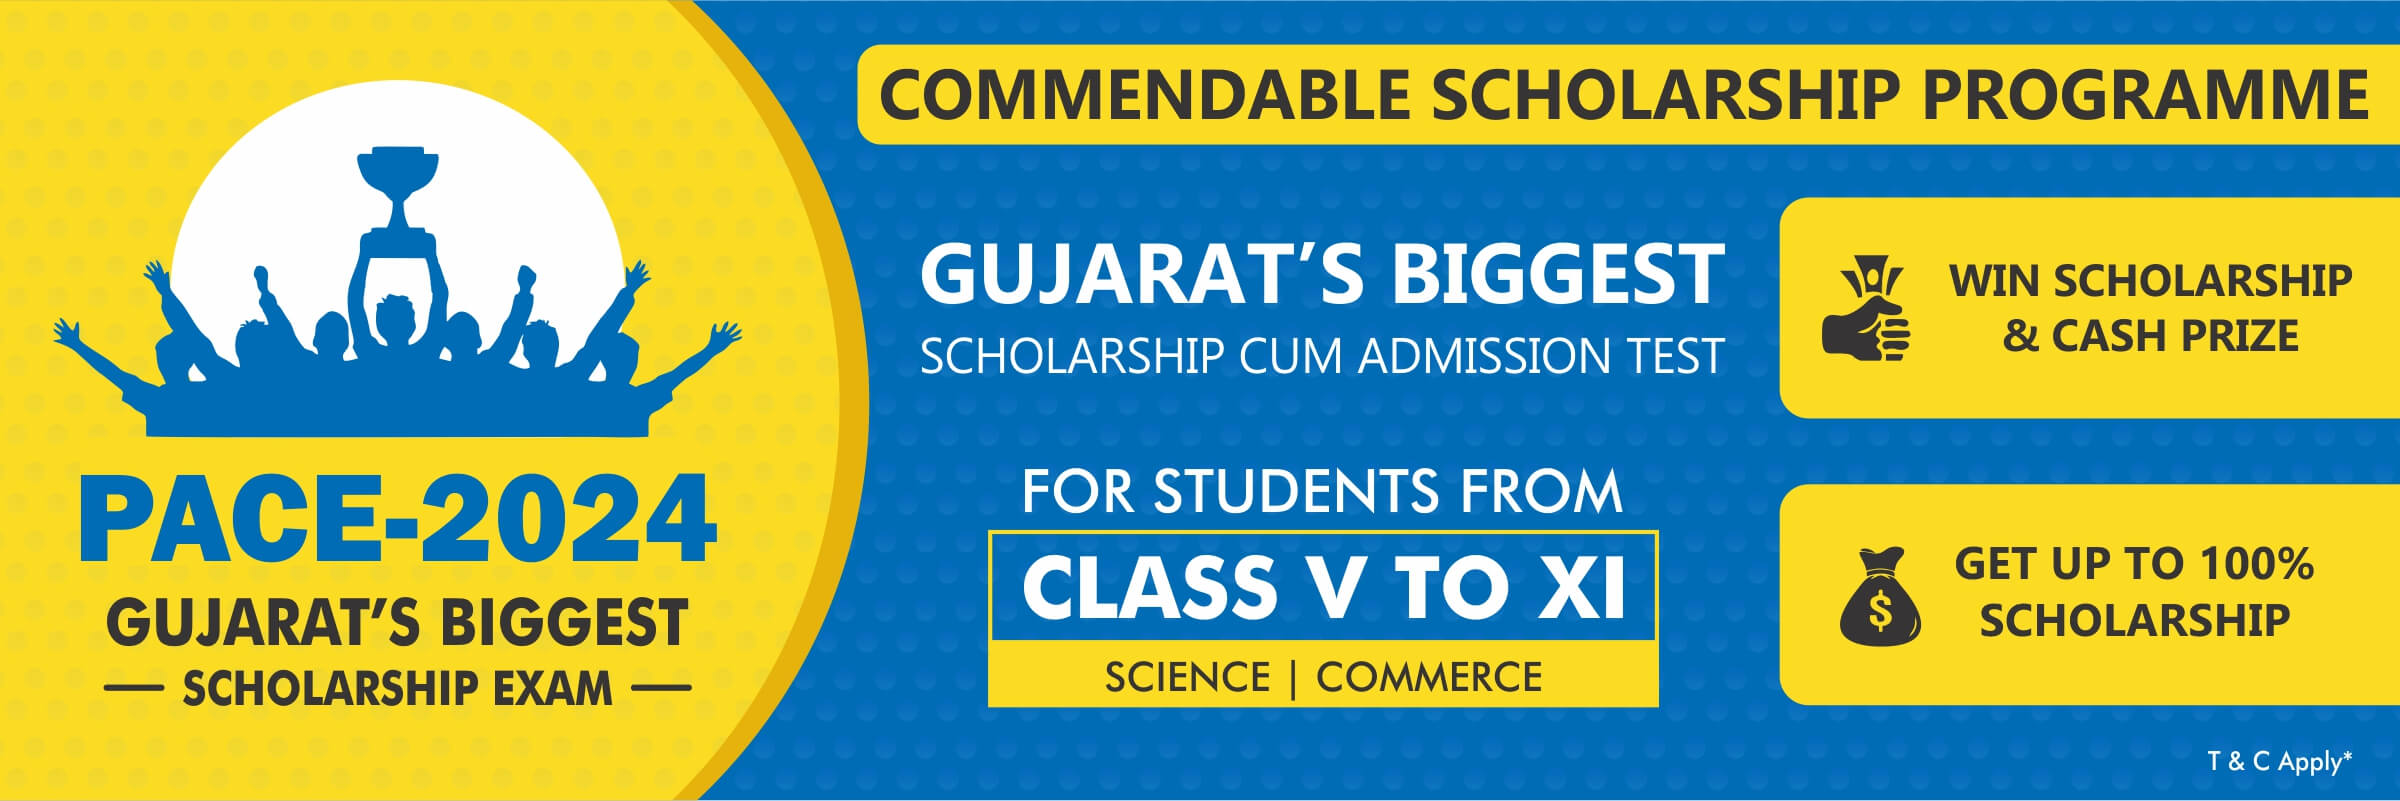 PACE-2024
GUJARAT'S BIGGEST
SCHOLARSHIP EXAM
COMMENDABLE SCHOLARSHIP PROGRAMME
GUJARAT'S BIGGEST
SCHOLARSHIP CUM ADMISSION TEST
FOR STUDENTS FROM
CLASS V TO XI
SCIENCE | COMMERCE
WIN SCHOLARSHIP
& CASH PRIZE
$
GET UP TO 100%
SCHOLARSHIP
T & C Apply*